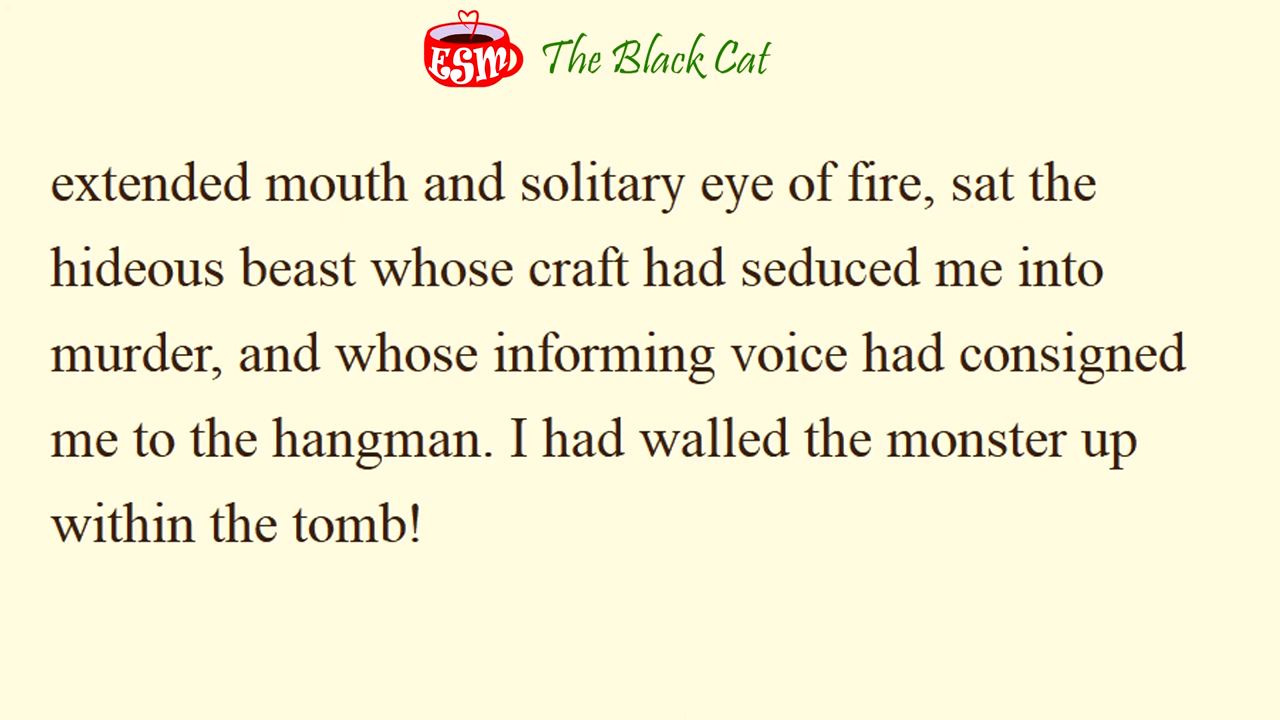 ESM The Black Cat
extended mouth and solitary eye of fire, sat the
hideous beast whose craft had seduced me into
murder, and whose informing voice had consigned
me to the hangman. I had walled the monster up
within the tomb!